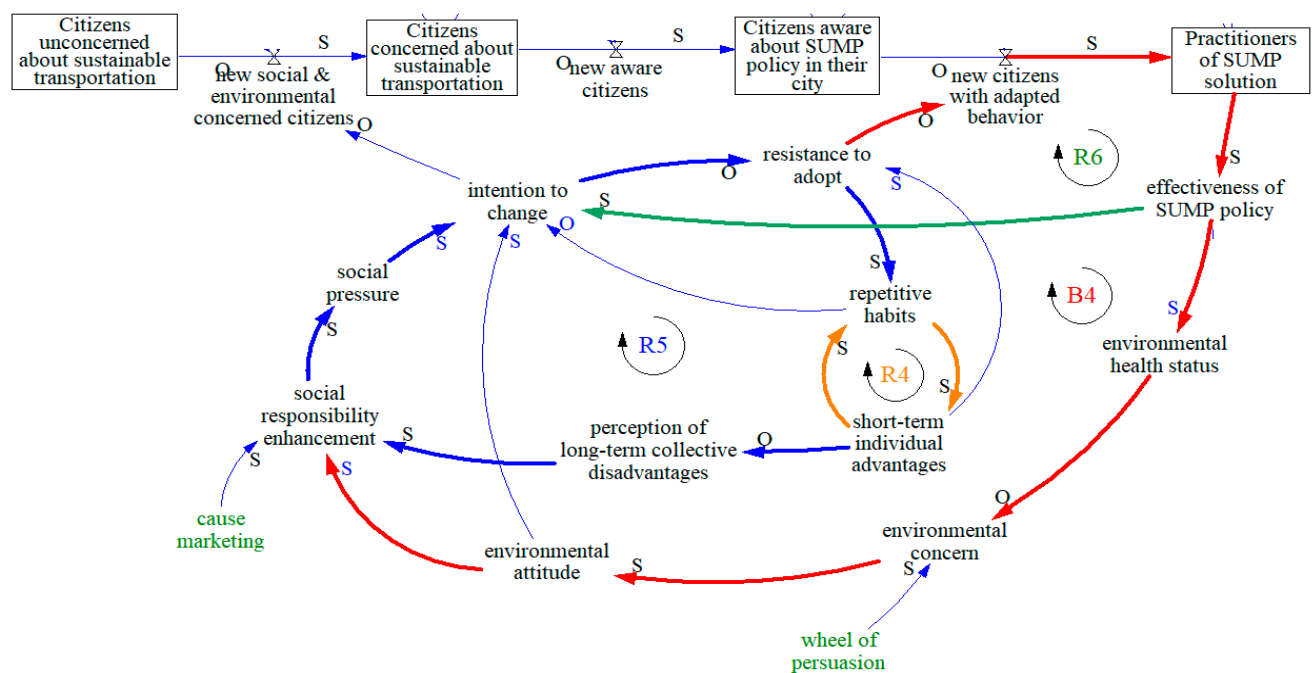 Citizens
unconcerned
about sustainable
transportation
S
O
new social &
environmental
concerned citizens
O
Citizens
concerned about
sustainable
transportation
S
O
new aware
citizens
Citizens aware
about SUMP
policy in their
city
S
O
new citizens
with adapted
behavior
O
Practitioners
of SUMP
solution
S
R6
resistance to
adopt
O
S
intention to
change
S
O
S
S
effectiveness of
SUMP policy
S
social
pressure
S
S
repetitive
habits
B4
S
environmental
health status
R5
S
R4
S
social
responsibility
enhancement
S
S
S
perception of
long-term collective
disadvantages
O
short-term
individual
advantages
cause
marketing
O
environmental
concern
S
environmental
attitude
S
wheel of
persuasion